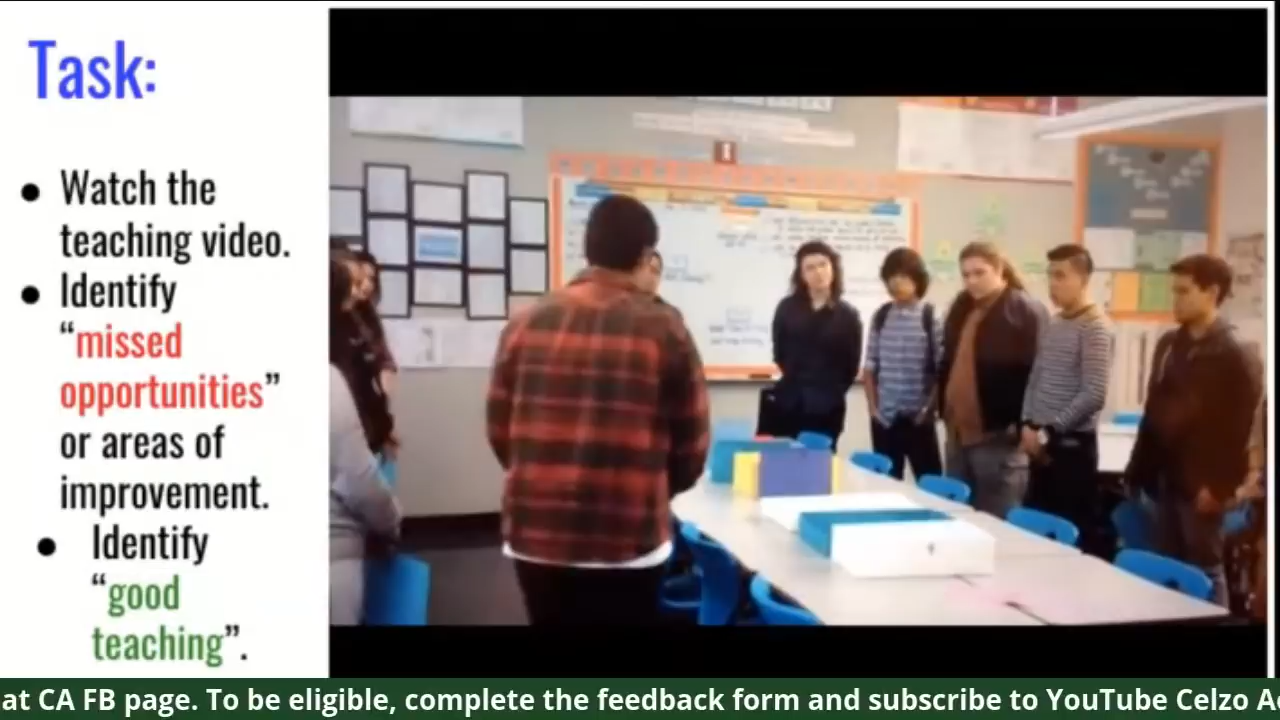 Task:
● Watch the
teaching video.
● Identify
“missed
opportunities”
or areas of
improvement.
● Identify
“good
teaching”.
at CA FB page. To be eligible, complete the feedback form and subscribe to YouTube Celzo